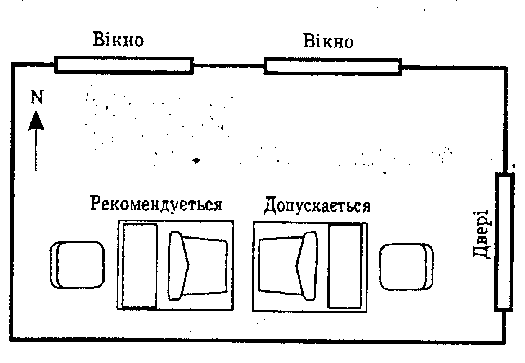 Вікно Вікно
N
Рекомендується Допускається
Двері